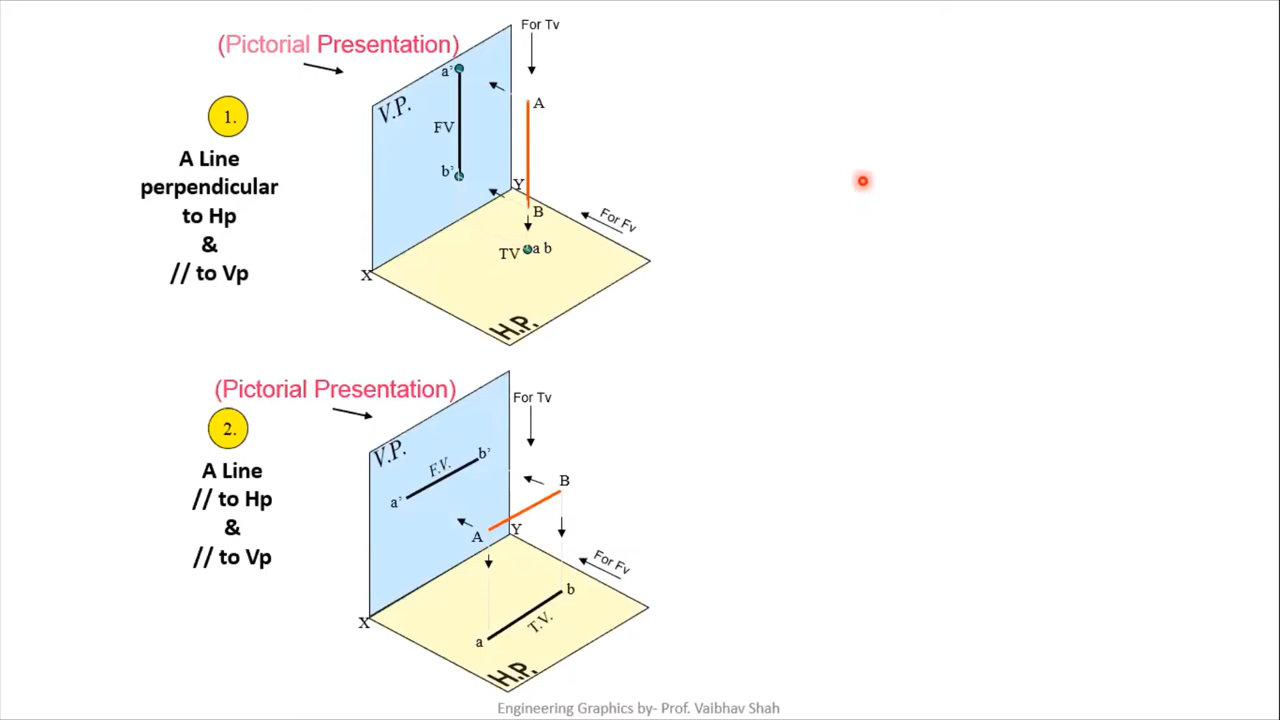 (Pictorial Presentation)
1.
A Line
perpendicular
to Hp
&
// to Vp
For Tv
V.P.
a’
FV
b’
A
Y
B
For Fv
TV
a b
X
H.P.
(Pictorial Presentation)
2.
A Line
// to Hp
&
// to Vp
For Tv
V.P.
F.V.
b’
a’
B
A
Y
For Fv
b
T.V.
a
X
H.P.
Engineering Graphics by- Prof. Vaibhav Shah